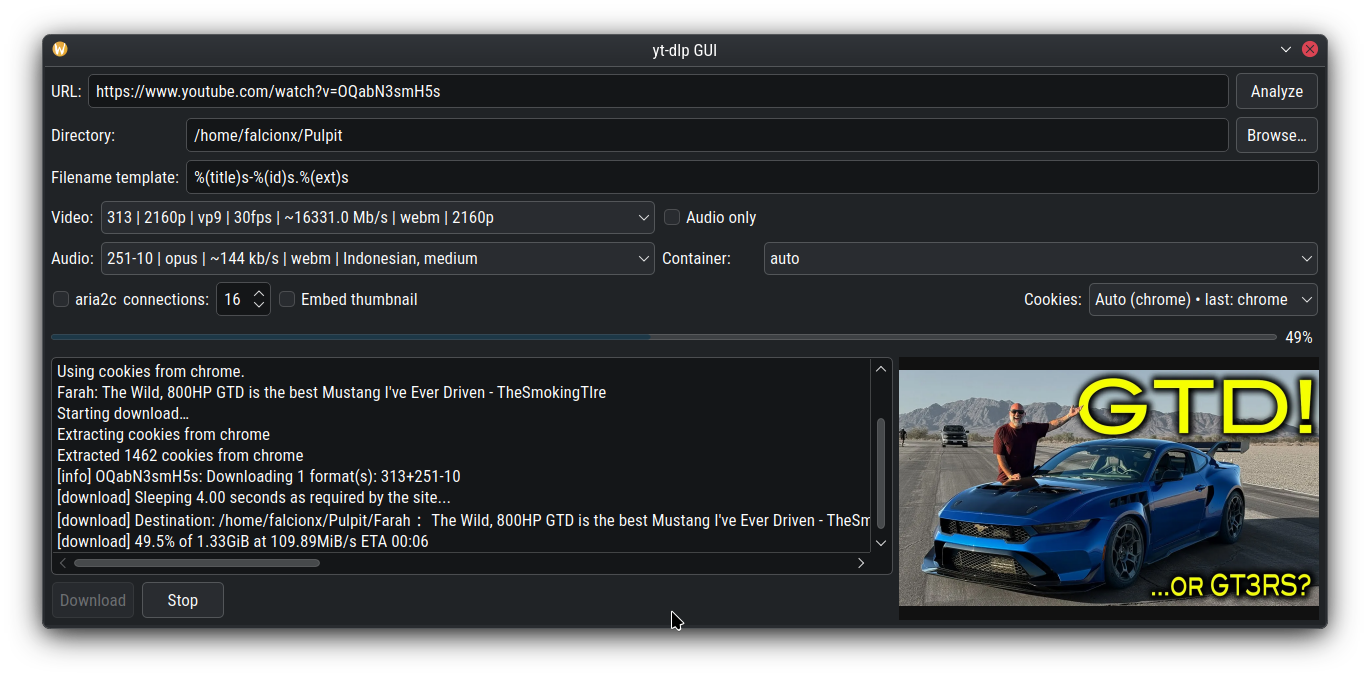 yt-dlp GUI
URL: https://www.youtube.com/watch?v=OQabN3smH5s Analyze
Directory: /home/falcionx/Pulpit Browse...
Filename template: %(title)s-%(id)s.%(ext)s
Video: 313 | 2160p | vp9 | 30fps | ~16331.0 Mb/s | webm | 2160p Audio only
Audio: 251-10 | opus | ~144 kb/s | webm | Indonesian, medium Container: auto
aria2c connections: 16 Embed thumbnail Cookies: Auto (chrome) • last: chrome
49%
Using cookies from chrome.
Farah: The Wild, 800HP GTD is the best Mustang I've Ever Driven - TheSmokingTIre
Starting download…
Extracting cookies from chrome
Extracted 1462 cookies from chrome
[info] OQabN3smH5s: Downloading 1 format(s): 313+251-10
[download] Sleeping 4.00 seconds as required by the site...
[download] Destination: /home/falcionx/Pulpit/Farah： The Wild, 800HP GTD is the best Mustang I've Ever Driven - TheSm
[download] 49.5% of 1.33GiB at 109.89MiB/s ETA 00:06
GTD!
...OR GT3RS?
Download Stop